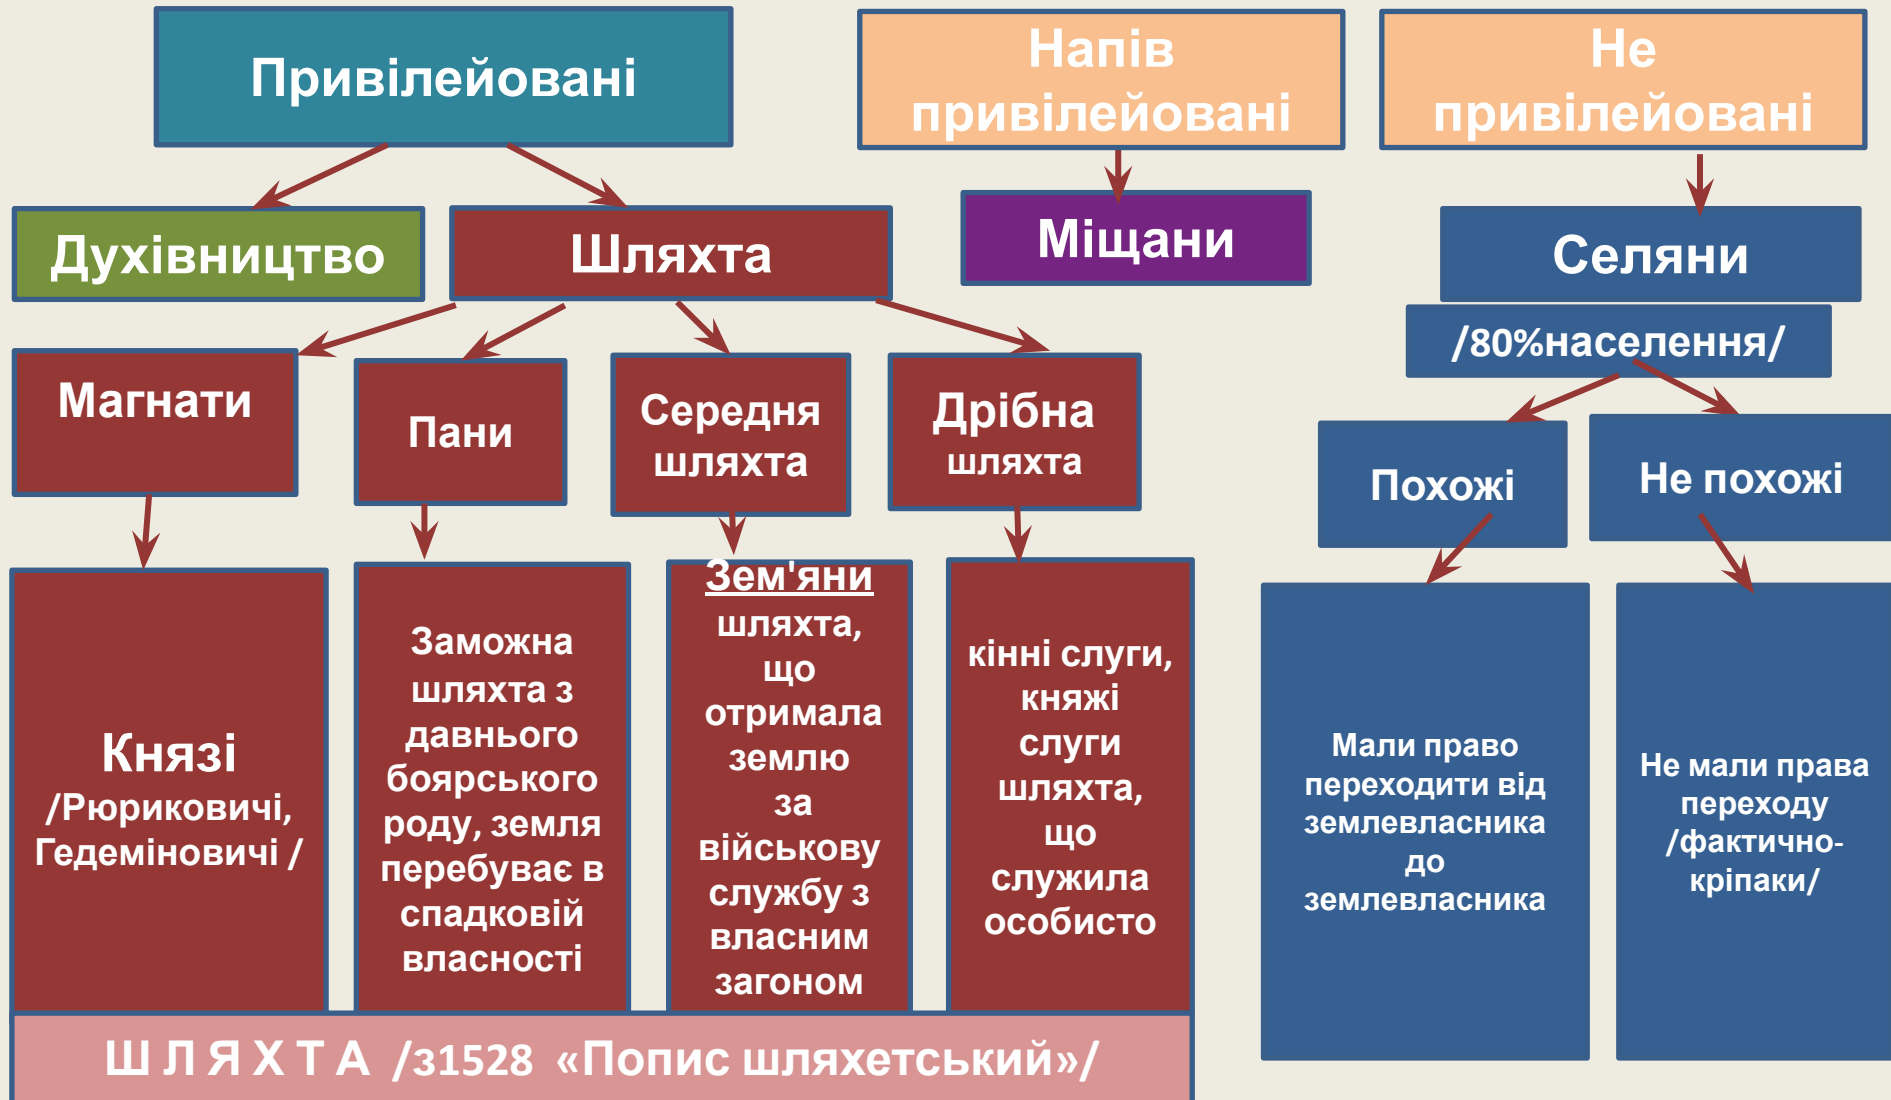 Привілейовані
Напів
привілейовані
Не
привілейовані
Духівництво
Шляхта
Міщани
Селяни
/80%населення/
Магнати
Пани
Середня
шляхта
Дрібна
шляхта
Похожі
Не похожі
Князі
/Рюриковичі,
Гедеміновичі /
Заможна
шляхта з
давнього
боярського
роду, земля
перебуває в
спадковій
власності
Зем'яни
шляхта,
що
отримала
землю
за
військову
службу з
власним
загоном
кінні слуги,
княжі
слуги
шляхта,
що
служила
особисто
Мали право
переходити від
землевласника
до
землевласника
Не мали права
переходу
/фактично-
кріпаки/
Ш Л Я Х Т А /з1528 «Попис шляхетський»/